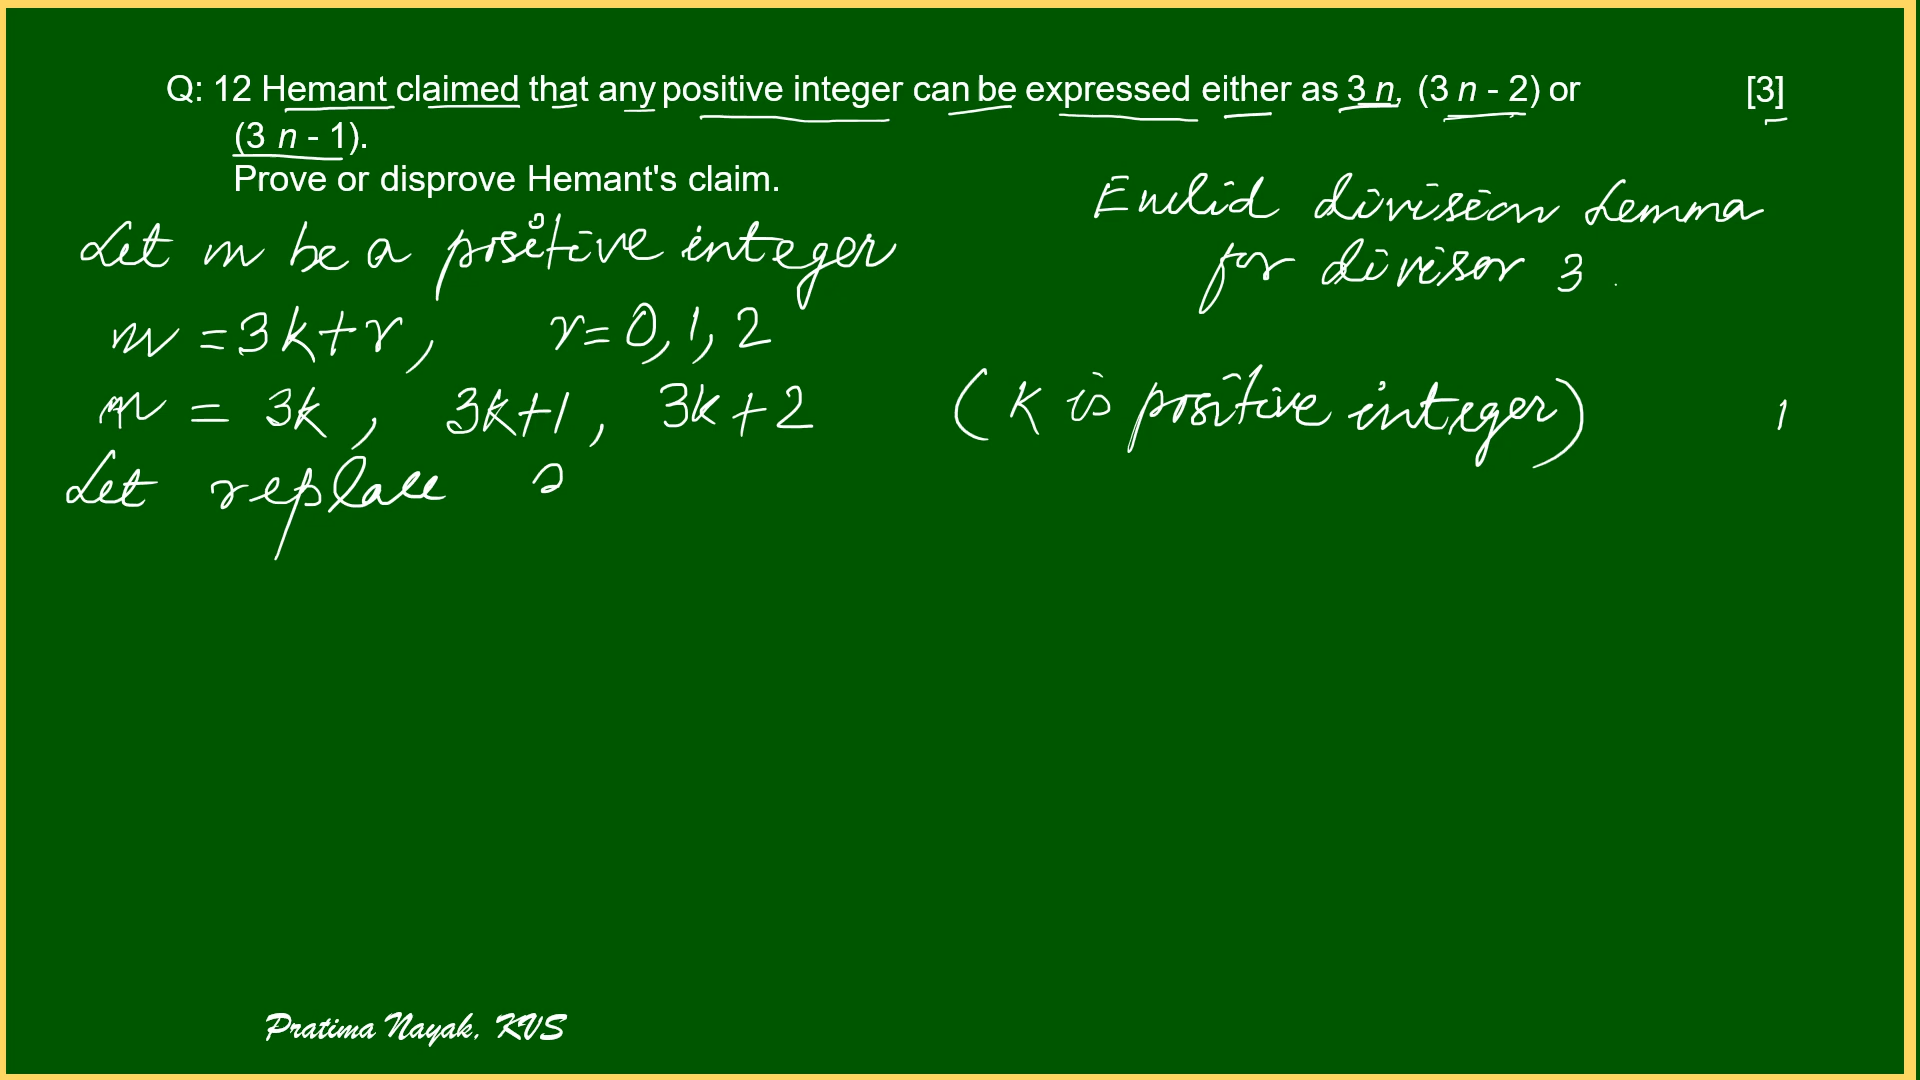 Q: 12 Hemant claimed that any positive integer can be expressed either as 3 n, (3 n - 2) or [3]
(3 n - 1).
Prove or disprove Hemant's claim.
Euclid division Lemma
Let m be a positive integer
for divisor 3.
m = 3k+r, r = 0, 1, 2
m = 3k, 3k+1, 3k+2 (K is positive integer) 1
Let replace
Pratima Nayak, KVS